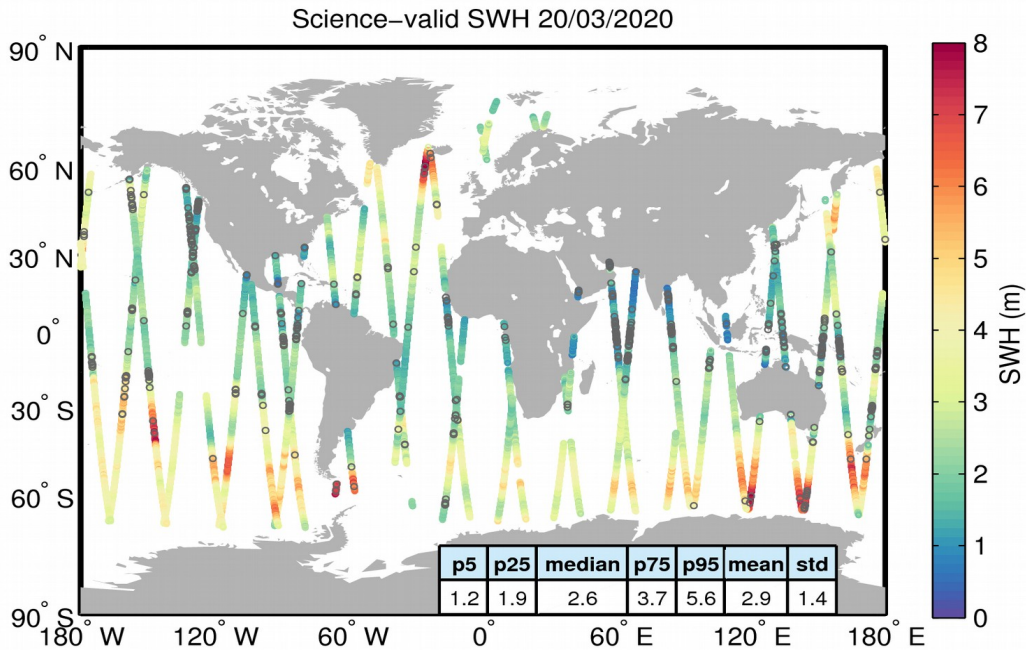 Science−valid SWH 20/03/2020
90° N
60° N
30° N
0°
30° S
60° S
90° S
180° W
120° W
60° W
0°
60° E
120° E
180° E
p5 p25 median p75 p95 mean std
1.2 1.9 2.6 3.7 5.6 2.9 1.4
8
7
6
5
4
3
2
1
0
SWH (m)